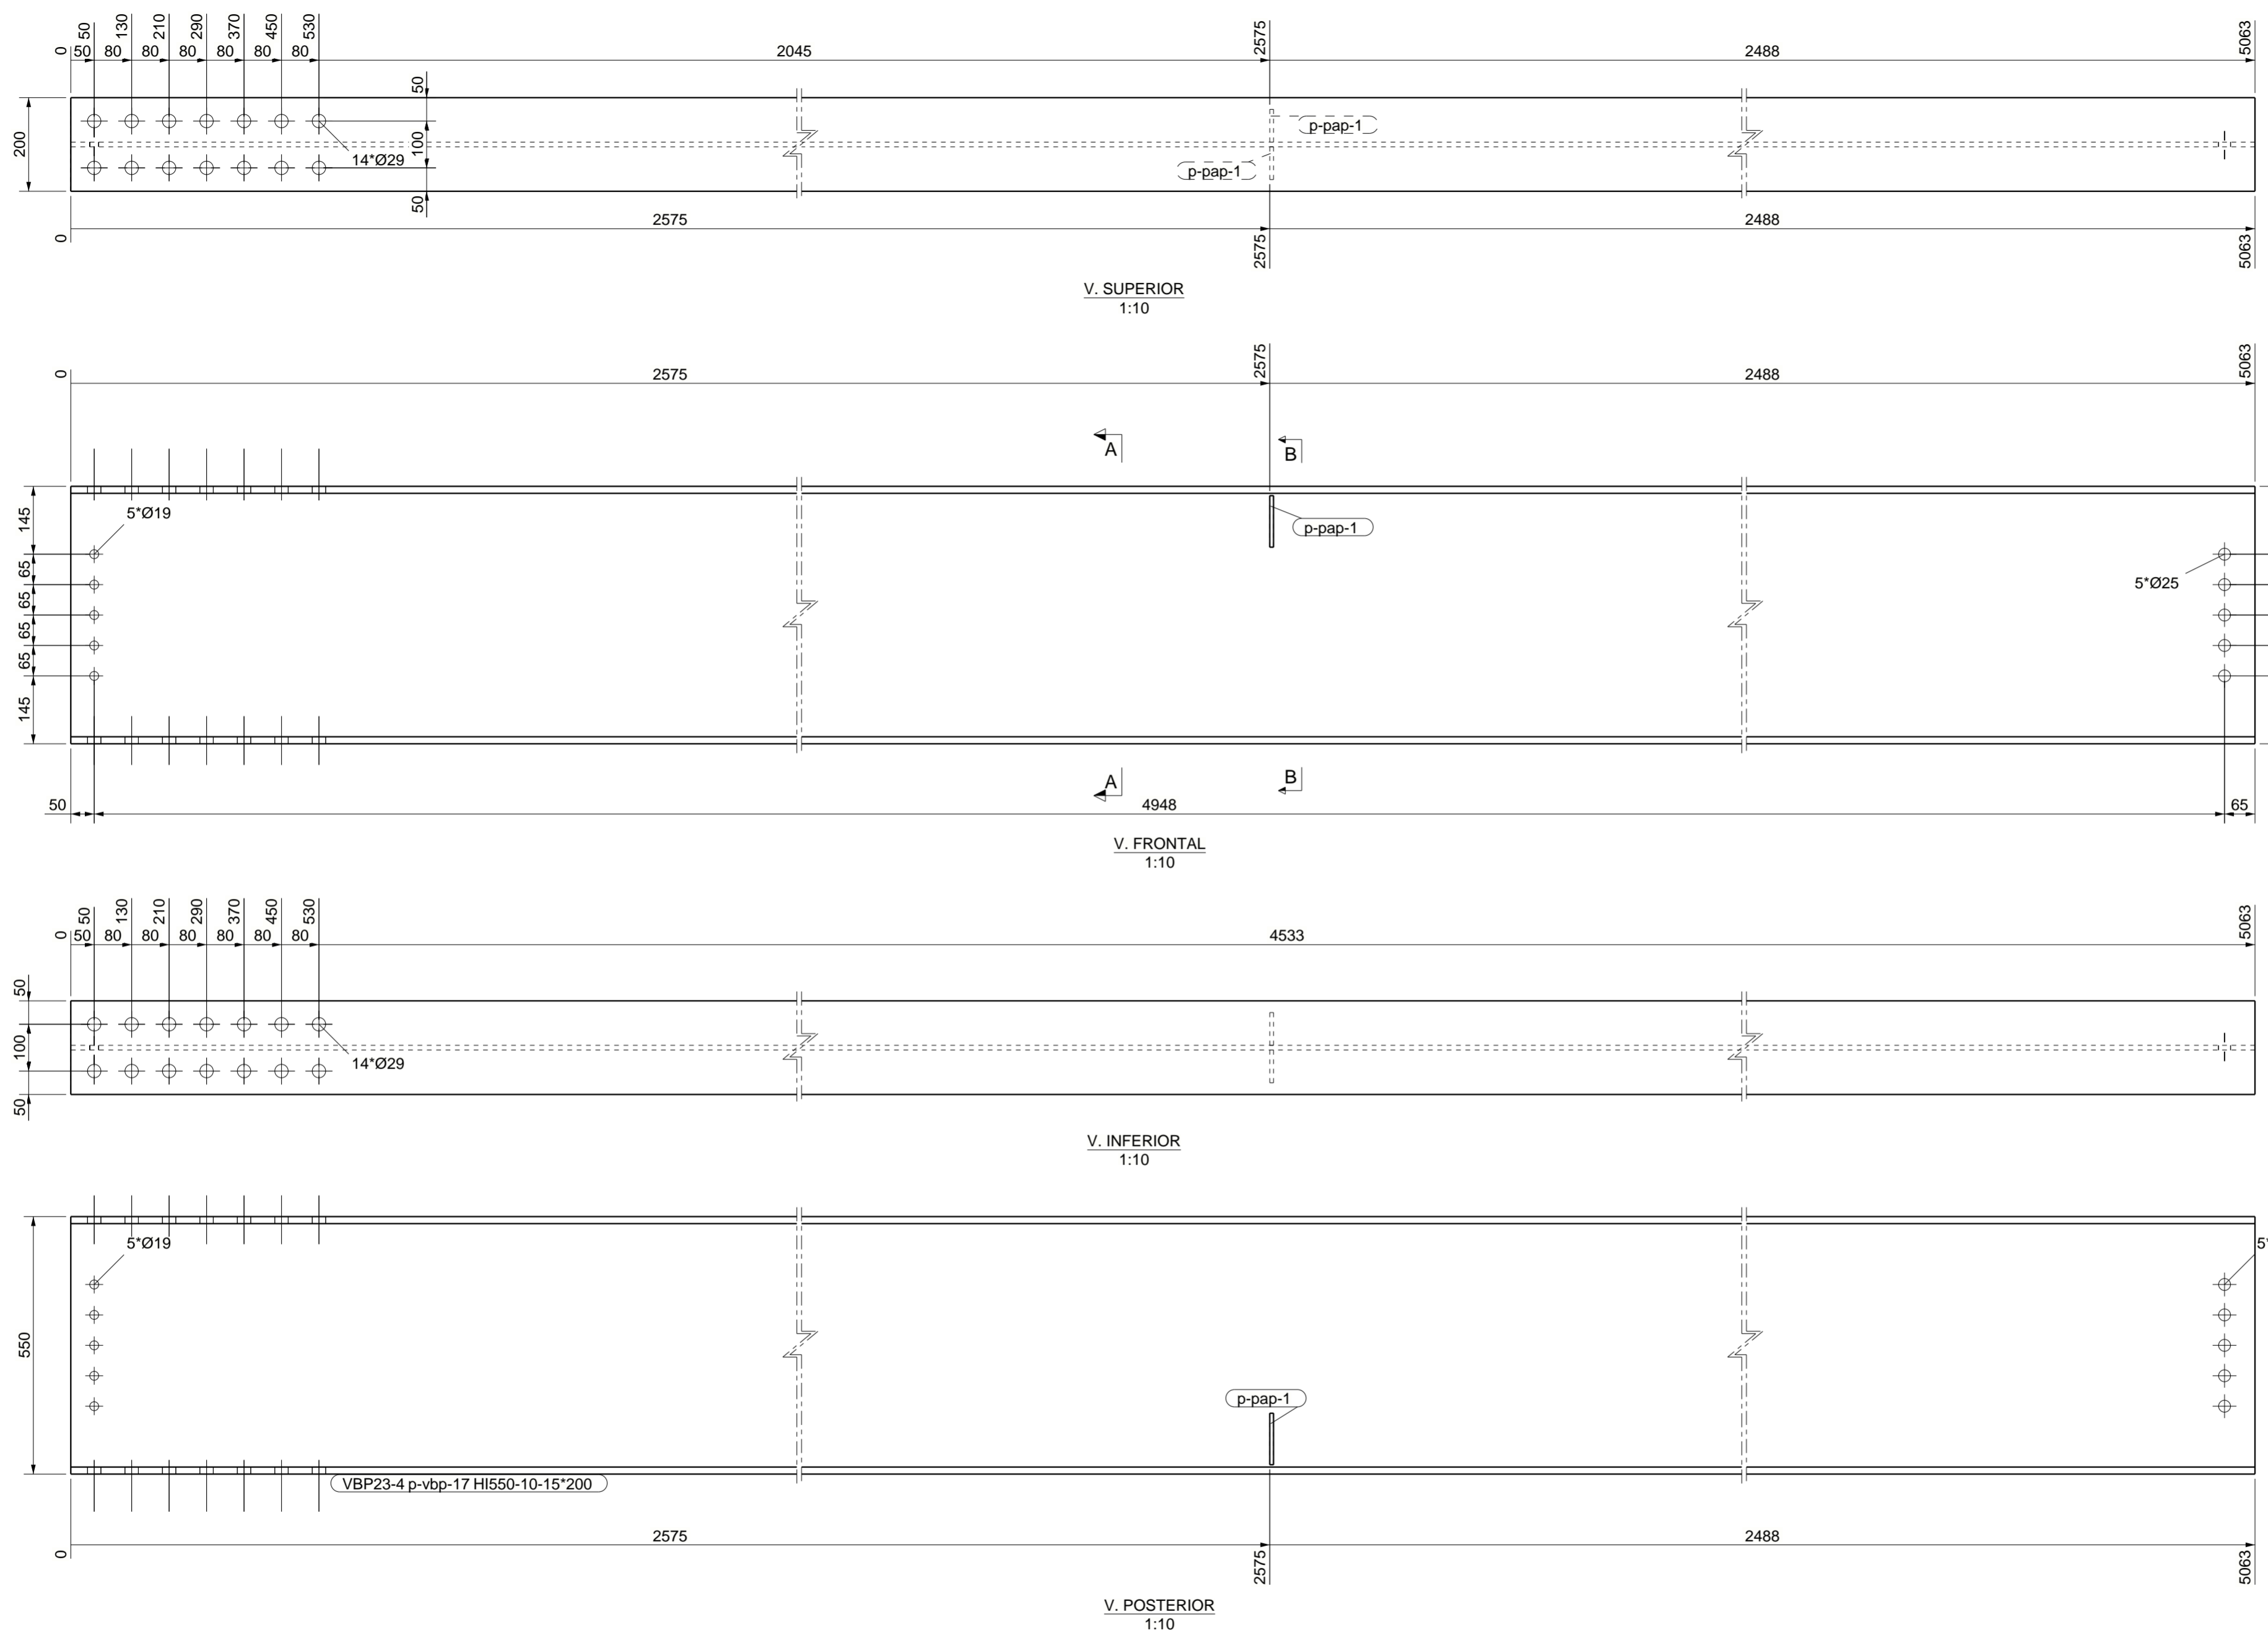 0 50 130 210 290 370 450 530 2575 5063
50 80 80 80 80 80 80 2045 2488
200 50 100 50
14*Ø29
p-pap-1
p-pap-1
2575 2488
0 2575 5063
V. SUPERIOR
1:10
0 2575 5063
2575 2488
A B
145
65
65
65
65
145
5*Ø19
p-pap-1
5*Ø25
A B
50 4948 65
V. FRONTAL
1:10
0 50 130 210 290 370 450 530 5063
50 80 80 80 80 80 80 4533
50
100
50
14*Ø29
V. INFERIOR
1:10
5*Ø19
5*
550
p-pap-1
VBP23-4 p-vbp-17 HI550-10-15*200
2575 2488
0 2575 5063
V. POSTERIOR
1:10